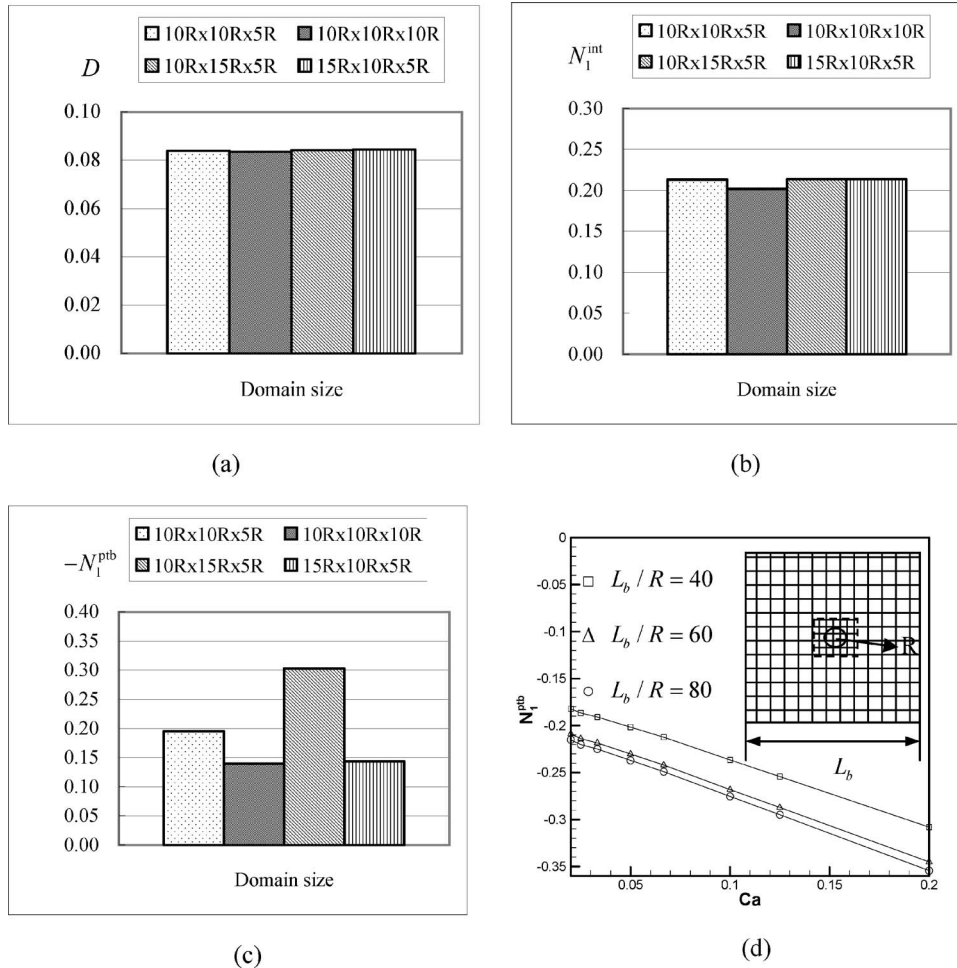 10Rx10Rx5R 10Rx10Rx10R
10Rx15Rx5R 15Rx10Rx5R
D
0.10
0.08
0.06
0.04
0.02
0.00
Domain size
(a)
10Rx10Rx5R 10Rx10Rx10R
10Rx15Rx5R 15Rx10Rx5R
N₁^int
0.30
0.25
0.20
0.15
0.10
0.05
0.00
Domain size
(b)
10Rx10Rx5R 10Rx10Rx10R
10Rx15Rx5R 15Rx10Rx5R
−N₁^ptb
0.40
0.35
0.30
0.25
0.20
0.15
0.10
0.05
0.00
Domain size
(c)
0
-0.05
-0.1
-0.15
-0.2
-0.25
-0.3
-0.35
N₁^ptb
L_b / R = 40
L_b / R = 60
L_b / R = 80
R
L_b
0.05 0.1 0.15 0.2
Ca
(d)